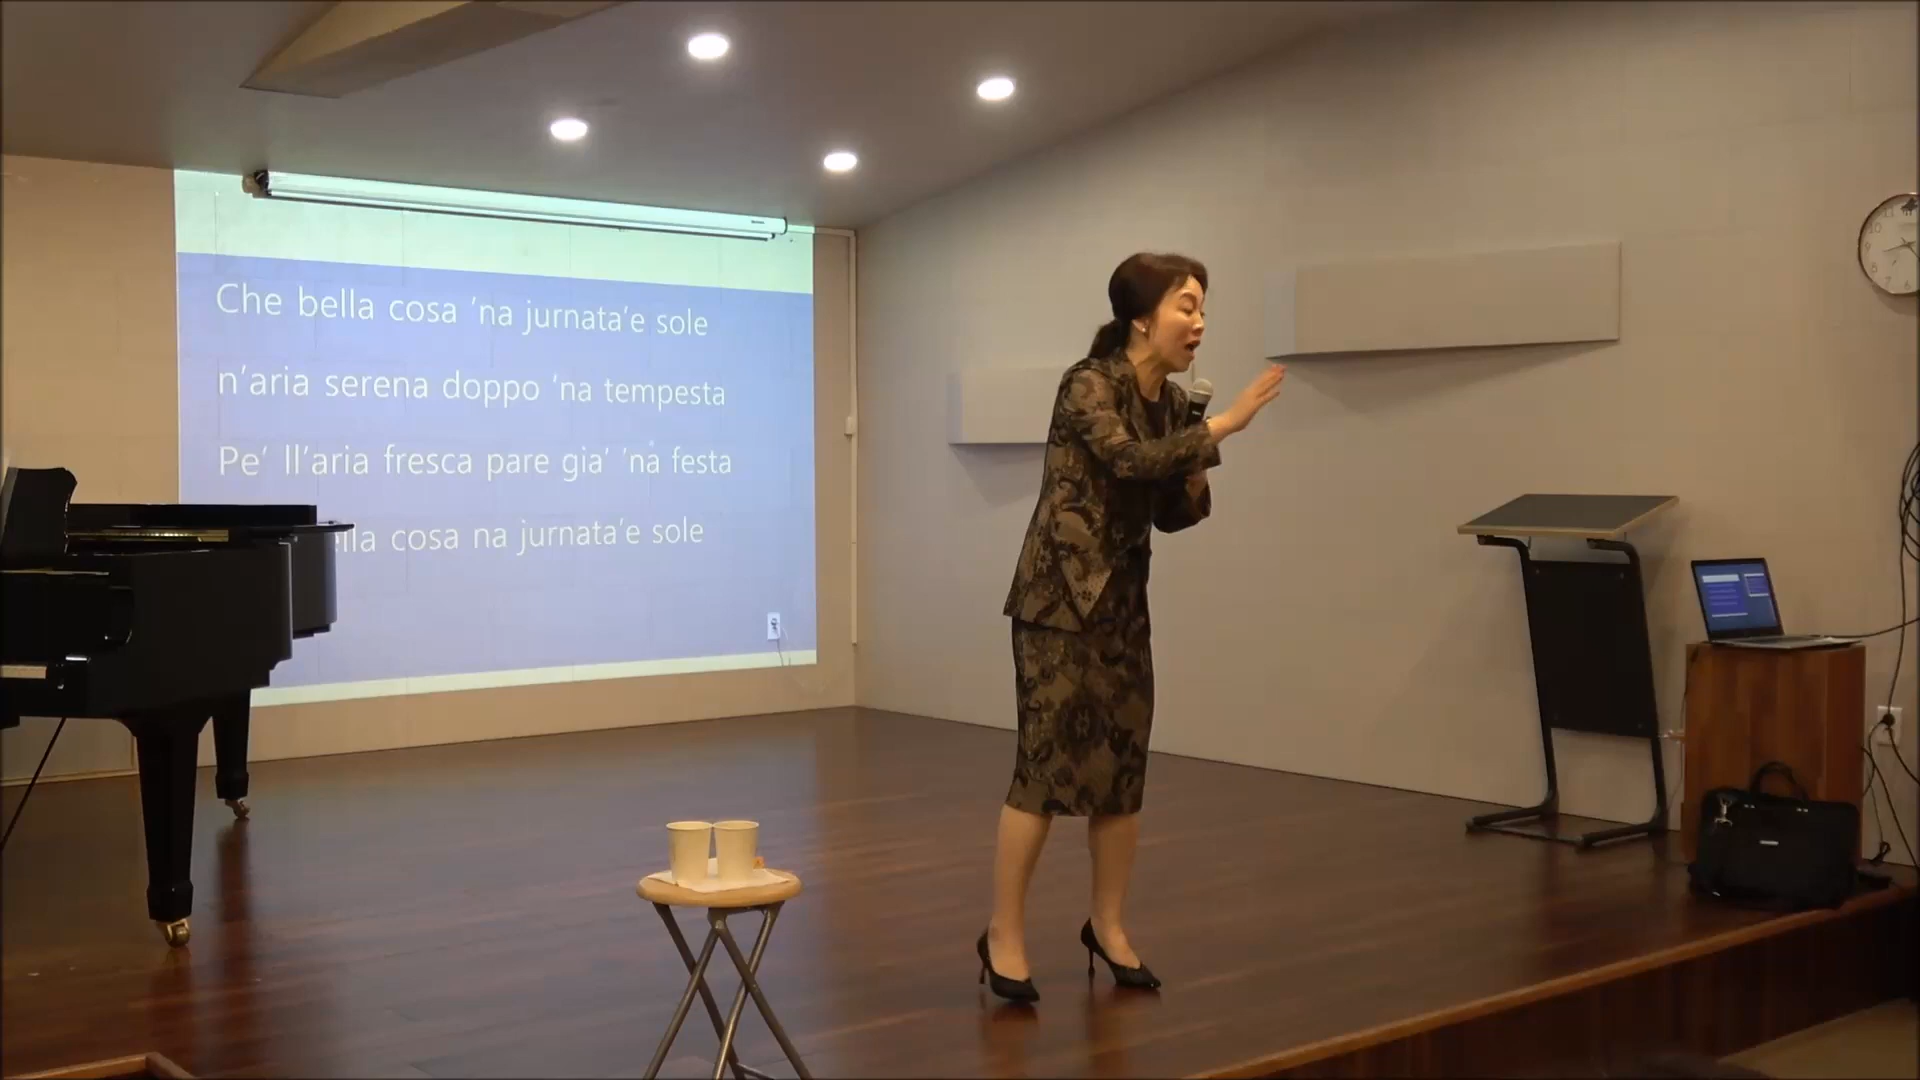 Che bella cosa ’na jurnata’e sole
n’aria serena doppo ’na tempesta
Pe’ ll’aria fresca pare gia’ ’na festa
cosa na jurnata’e sole